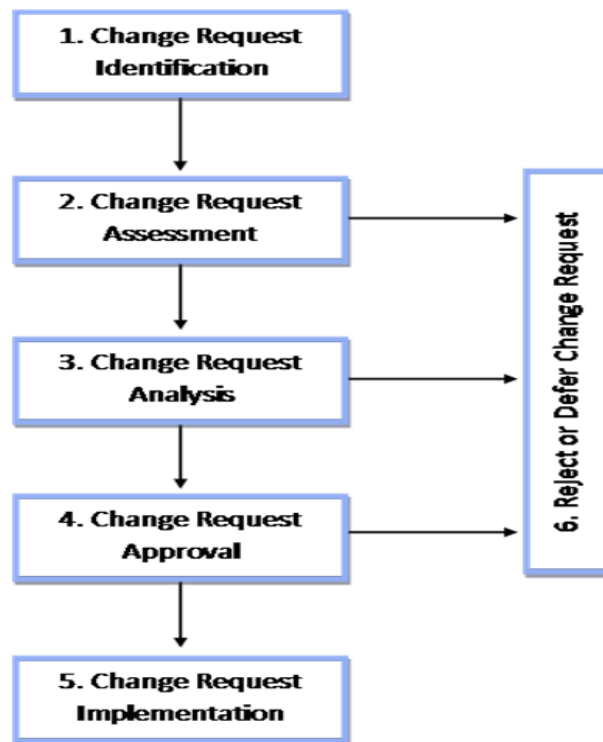 1. Change Request
Identification
2. Change Request
Assessment
3. Change Request
Analysis
4. Change Request
Approval
5. Change Request
Implementation
6. Reject or Defer Change Request